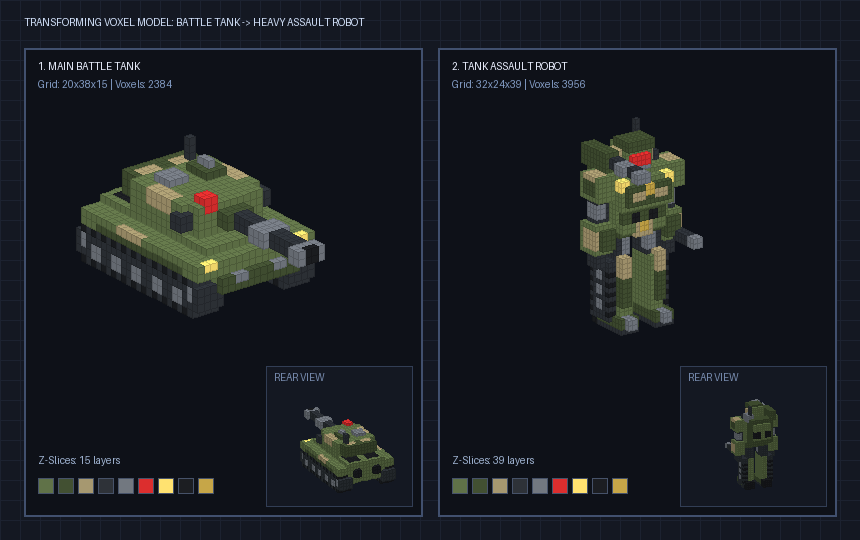 TRANSFORMING VOXEL MODEL: BATTLE TANK -> HEAVY ASSAULT ROBOT
1. MAIN BATTLE TANK
Grid: 20x38x15 | Voxels: 2384
REAR VIEW
Z-Slices: 15 layers
2. TANK ASSAULT ROBOT
Grid: 32x24x39 | Voxels: 3956
REAR VIEW
Z-Slices: 39 layers